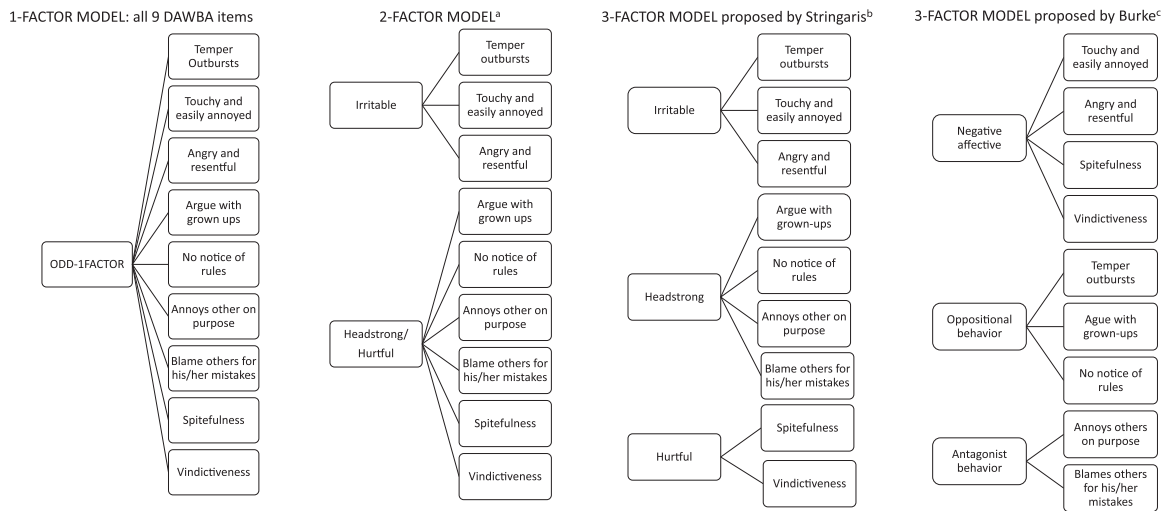 1-FACTOR MODEL: all 9 DAWBA items
ODD-1FACTOR
Temper
Outbursts
Touchy and
easily annoyed
Angry and
resentful
Argue with
grown ups
No notice of
rules
Annoys other on
purpose
Blame others for
his/her mistakes
Spitefulness
Vindictiveness
2-FACTOR MODELa
Irritable
Temper
outbursts
Touchy and
easily annoyed
Angry and
resentful
Headstrong/
Hurtful
Argue with
grown ups
No notice of
rules
Annoys other on
purpose
Blame others for
his/her mistakes
Spitefulness
Vindictiveness
3-FACTOR MODEL proposed by Stringarisb
Irritable
Temper
outbursts
Touchy and
easily annoyed
Angry and
resentful
Headstrong
Argue with
grown-ups
No notice of
rules
Annoys other on
purpose
Blame others for
his/her mistakes
Hurtful
Spitefulness
Vindictiveness
3-FACTOR MODEL proposed by Burkec
Negative
affective
Touchy and
easily annoyed
Angry and
resentful
Spitefulness
Vindictiveness
Oppositional
behavior
Temper
outbursts
Ague with
grown-ups
No notice of
rules
Antagonist
behavior
Annoys others
on purpose
Blames others
for his/her
mistakes